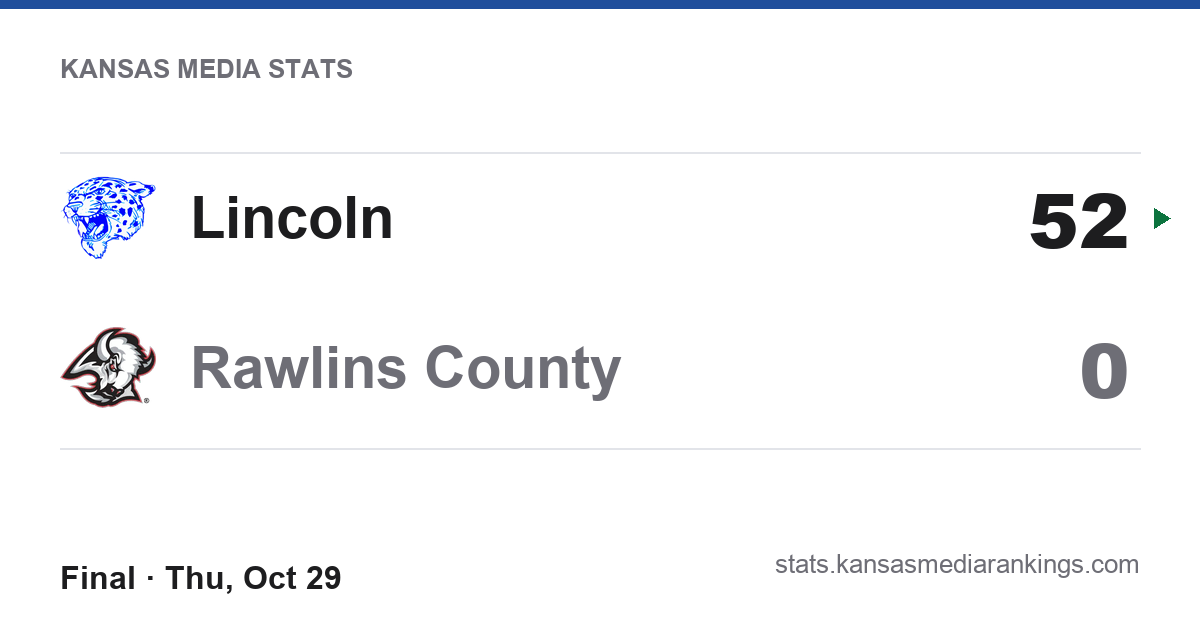 KANSAS MEDIA STATS
Lincoln 52
Rawlins County 0
Final · Thu, Oct 29
stats.kansasmediarankings.com